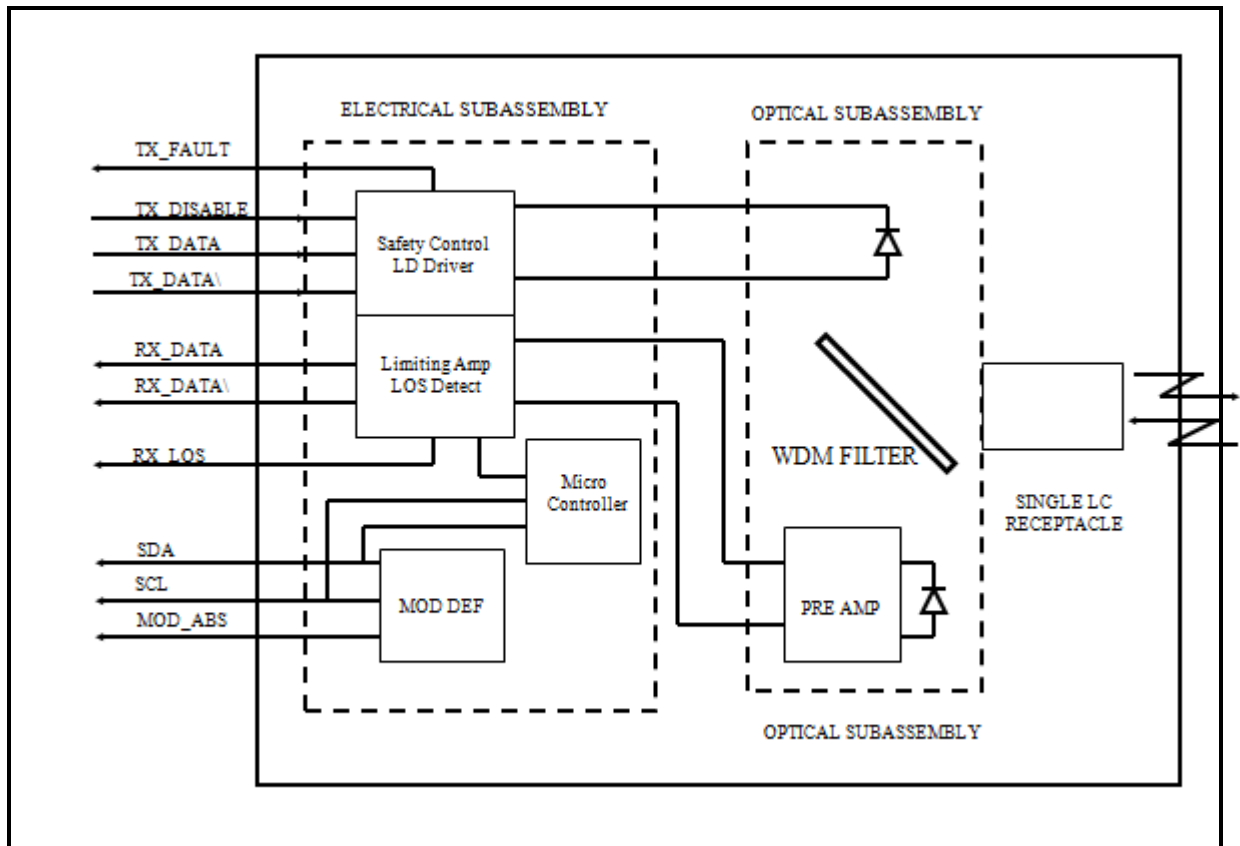 ELECTRICAL SUBASSEMBLY
OPTICAL SUBASSEMBLY
TX_FAULT
TX_DISABLE
TX_DATA
TX_DATA\
Safety Control
LD Driver
RX_DATA
RX_DATA\
Limiting Amp
LOS Detect
RX_LOS
WDM FILTER
Micro
Controller
SINGLE LC
RECEPTACLE
SDA
SCL
MOD_ABS
MOD DEF
PRE AMP
OPTICAL SUBASSEMBLY